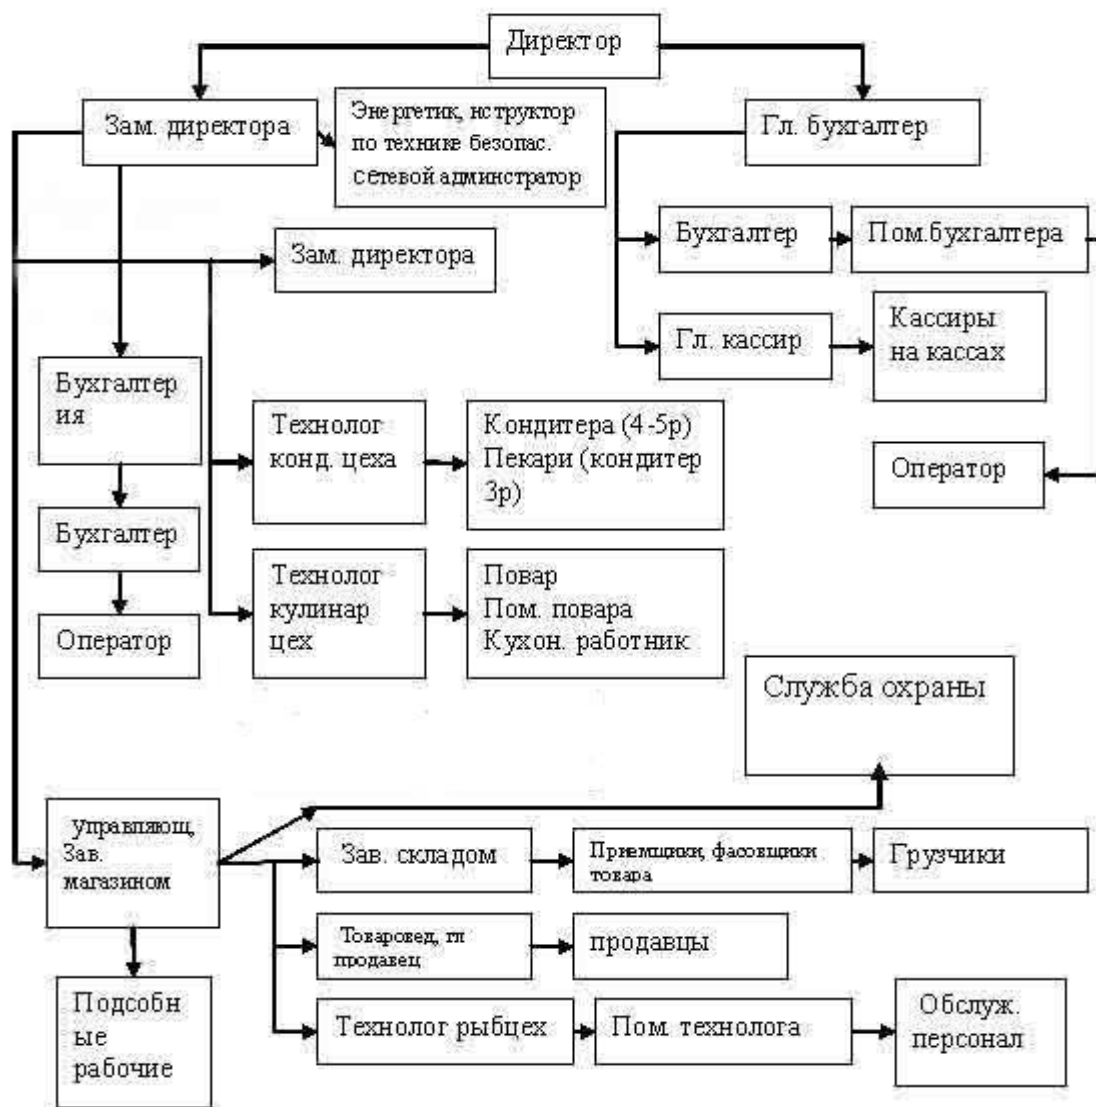 Директор
Зам. директора
Энергетик, нструктор
по технике безопас.
сетевой админстратор
Гл. бухгалтер
Бухгалтер
Пом.бухгалтера
Зам. директора
Гл. кассир
Кассиры
на кассах
Бухгалтер
ия
Технолог
конд. цеха
Кондитера (4-5р)
Пекари (кондитер
3р)
Оператор
Бухгалтер
Технолог
кулинар
цех
Повар
Пом. повара
Кухон. работник
Оператор
Служба охраны
управляющ,
Зав.
магазином
Зав. складом
Приемщики, фасовщики
товара
Грузчики
Товаровед, гл
продавец
продавцы
Подсобн
ые
рабочие
Технолог рыбцех
Пом. технолога
Обслуж.
персонал